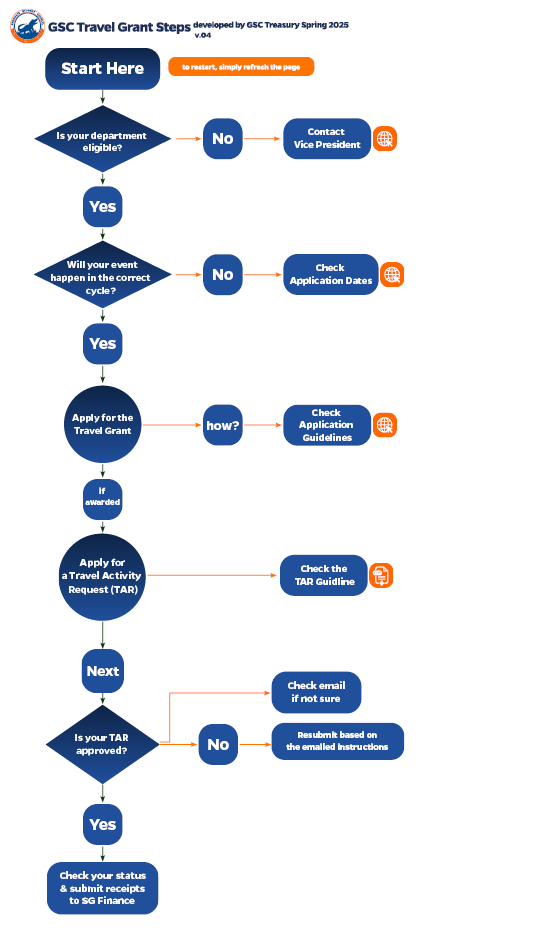 GSC Travel Grant Steps developed by GSC Treasury Spring 2025
v.04
Start Here
to restart, simply refresh the page
Is your department
eligible?
No
Contact
Vice President
Yes
Will your event
happen in the correct
cycle?
No
Check
Application Dates
Yes
Apply for the
Travel Grant
how?
Check
Application
Guidelines
if
awarded
Apply for
a Travel Activity
Request (TAR)
Check the
TAR Guidline
Next
Check email
if not sure
Is your TAR
approved?
No
Resubmit based on
the emailed instructions
Yes
Check your status
& submit receipts
to SG Finance